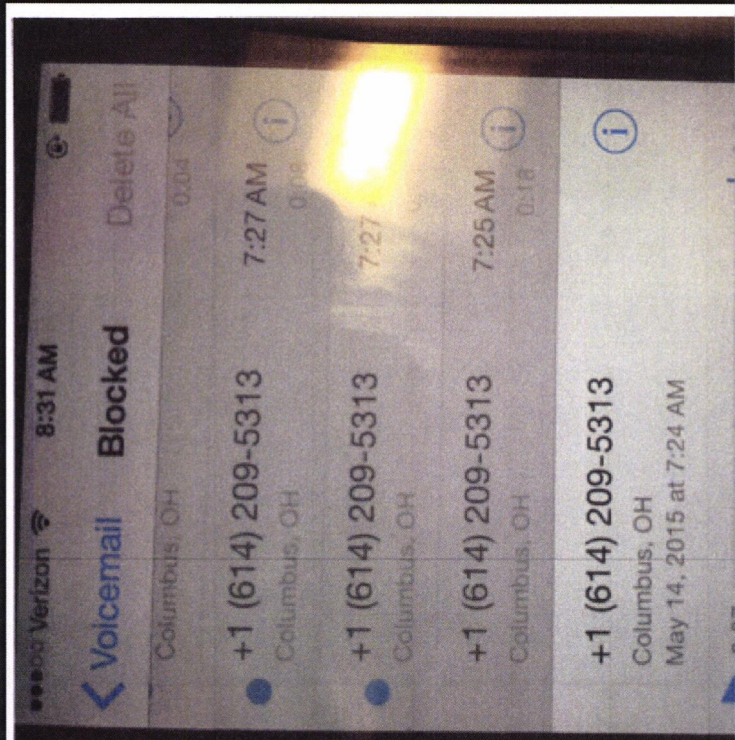 Verizon 8:31 AM
Voicemail Blocked Delete All
Columbus, OH 0:04
+1 (614) 209-5313 7:27 AM
Columbus, OH
+1 (614) 209-5313 7:27
Columbus, OH
+1 (614) 209-5313 7:25 AM
Columbus, OH 0:18
+1 (614) 209-5313
Columbus, OH
May 14, 2015 at 7:24 AM